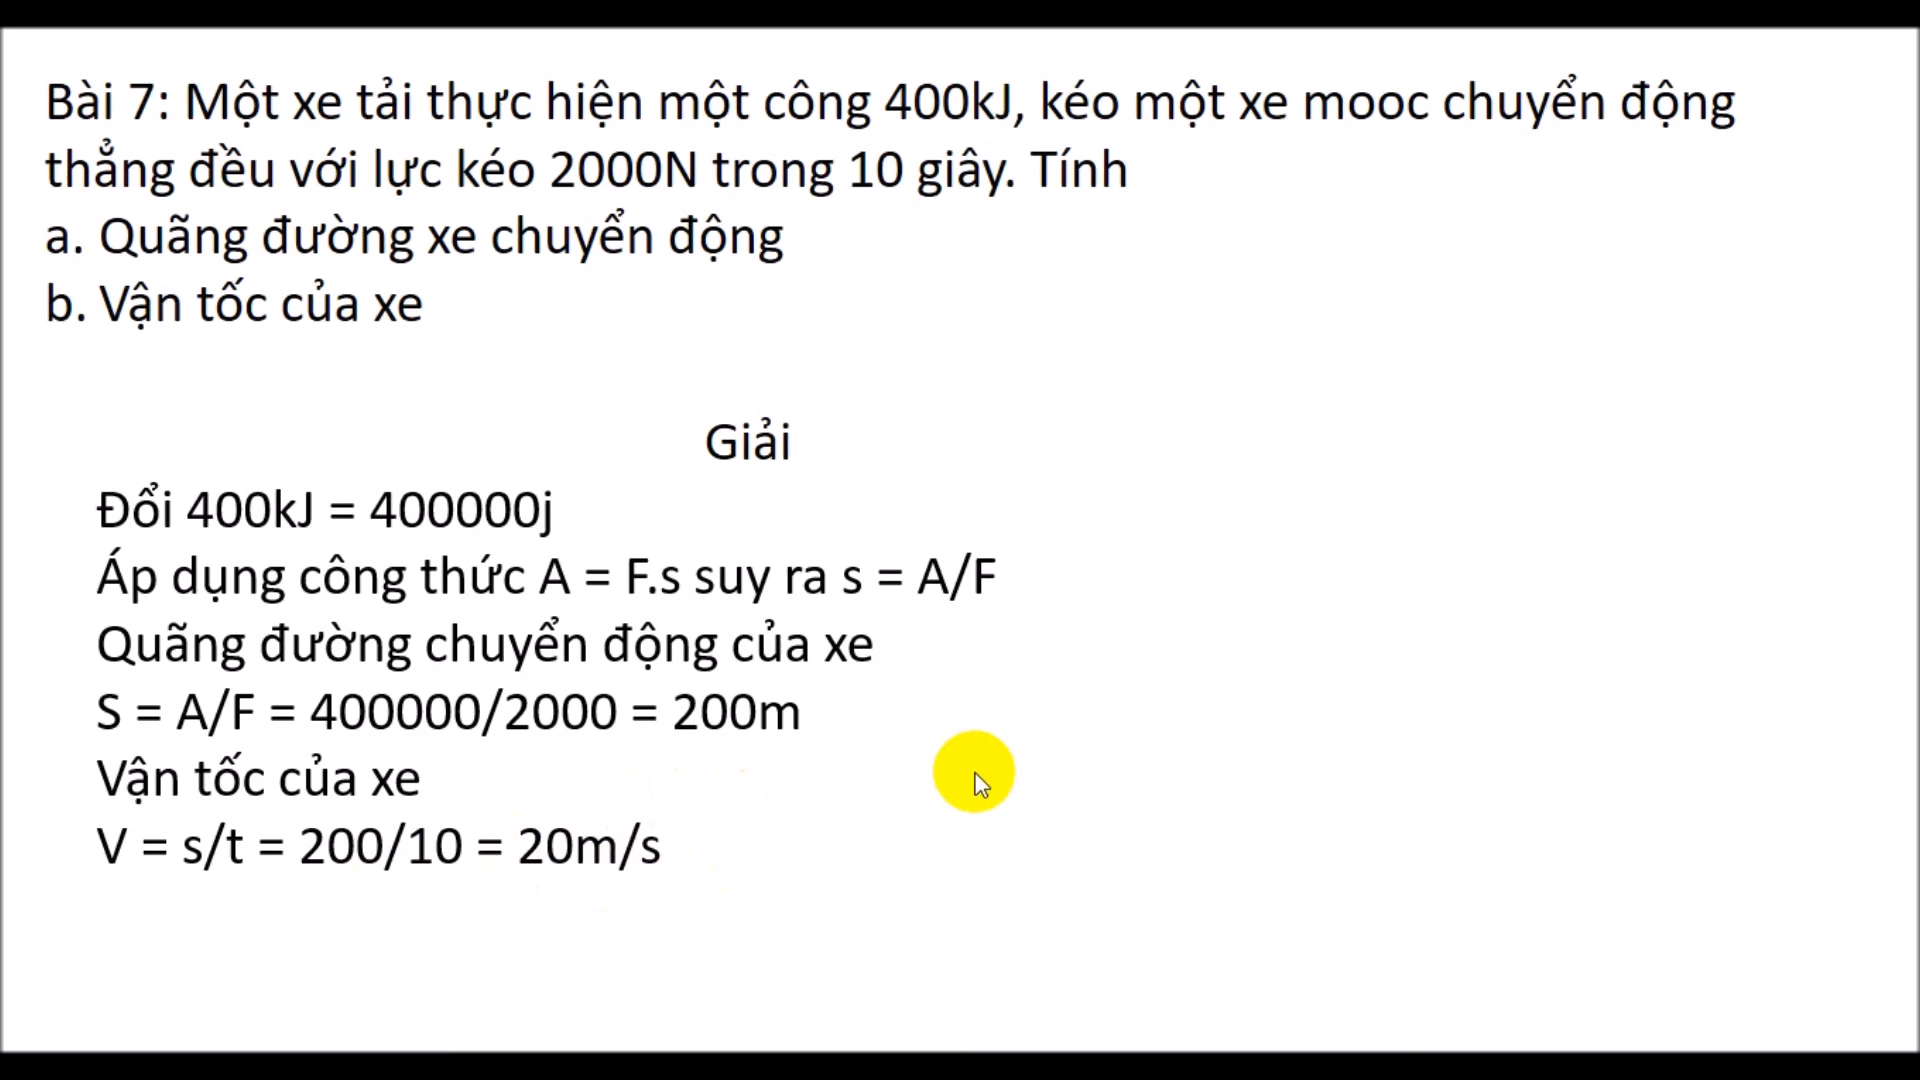 Bài 7: Một xe tải thực hiện một công 400kJ, kéo một xe mooc chuyển động
thẳng đều với lực kéo 2000N trong 10 giây. Tính
a. Quãng đường xe chuyển động
b. Vận tốc của xe
Giải
Đổi 400kJ = 400000j
Áp dụng công thức A = F.s suy ra s = A/F
Quãng đường chuyển động của xe
S = A/F = 400000/2000 = 200m
Vận tốc của xe
V = s/t = 200/10 = 20m/s